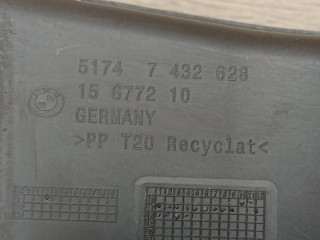 5174 7 432 628
15 6772 10
GERMANY
>PP T20 Recyclat<